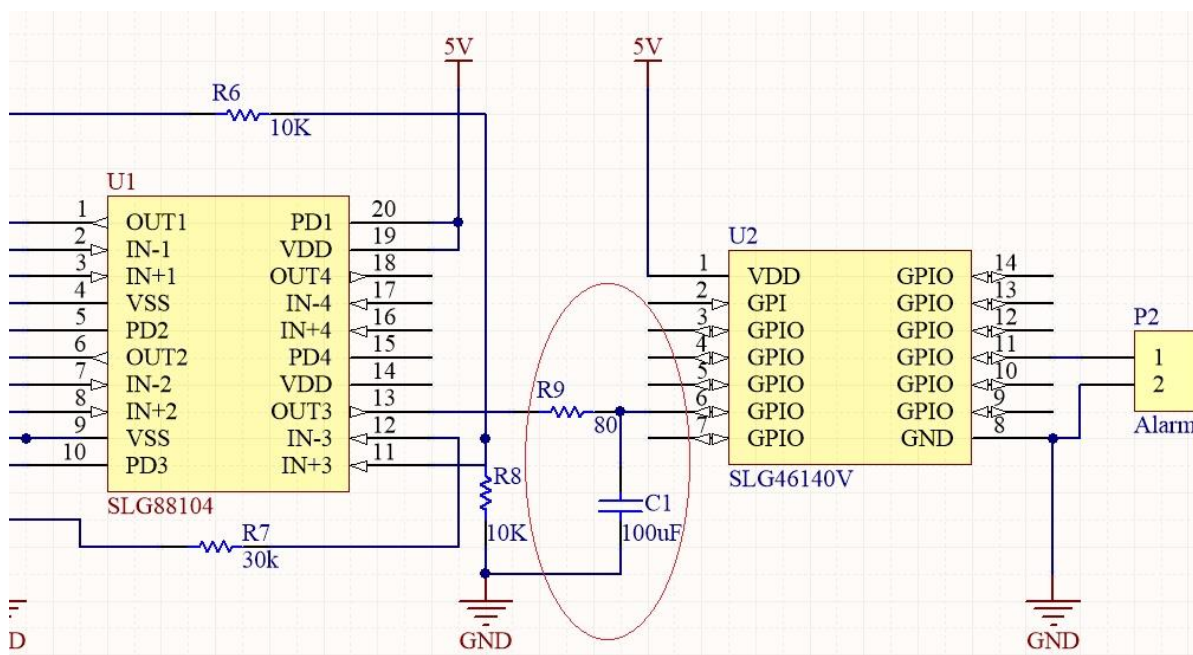 5V
5V
R6
10K
U1
1 OUT1 PD1 20
2 IN-1 VDD 19
3 IN+1 OUT4 18
4 VSS IN-4 17
5 PD2 IN+4 16
6 OUT2 PD4 15
7 IN-2 VDD 14
8 IN+2 OUT3 13
9 VSS IN-3 12
10 PD3 IN+3 11
SLG88104
R7
30k
R8
10K
R9
80
C1
100uF
U2
1 VDD GPIO 14
2 GPI GPIO 13
3 GPIO GPIO 12
4 GPIO GPIO 11
5 GPIO GPIO 10
6 GPIO GPIO 9
7 GPIO GND 8
SLG46140V
P2
1
2
Alarm
D
GND
GND